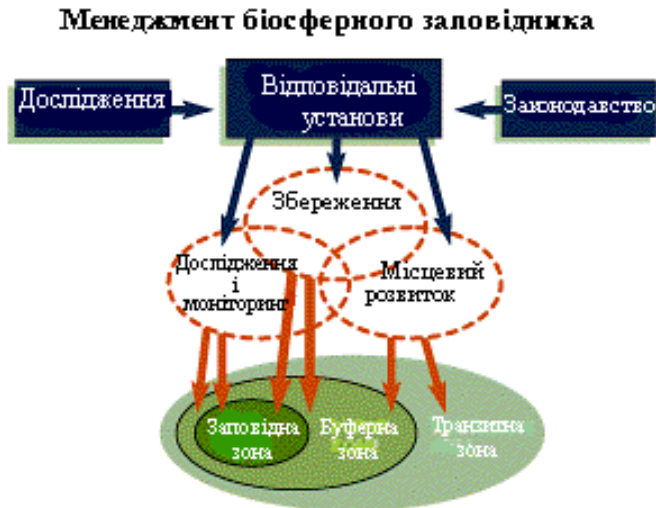 Менеджмент біосферного заповідника
Дослідження
Відповідальні
установи
Законодавство
Збереження
Дослідження
і
моніторинг
Місцевий
розвиток
Заповідна
зона
Буферна
зона
Транзитна
зона